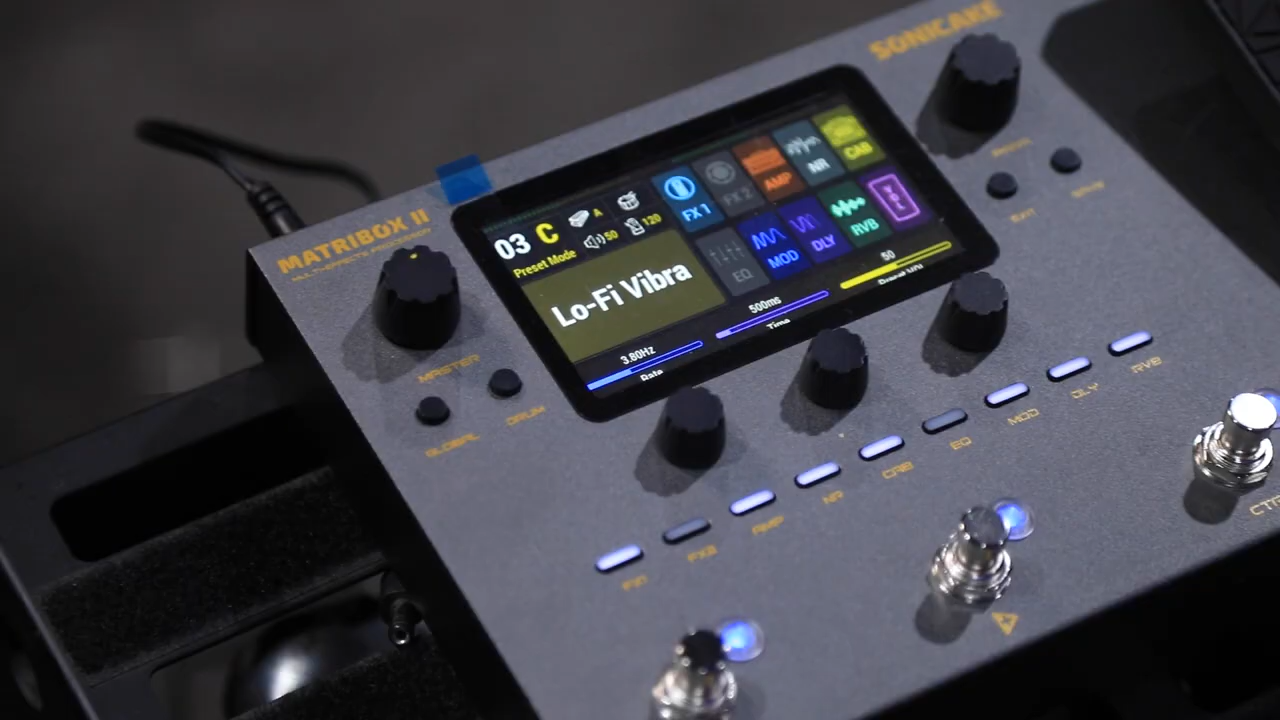 SONICAKE
MATRIBOX II
MULTI-EFFECTS PROCESSOR
03 C
A
50
120
Preset Mode
Lo-Fi Vibra
FX 1
FX 2
AMP
NR
CAB
EQ
MOD
DLY
RVB
3.80Hz
Rate
500ms
Time
50
Preset VOL
MASTER
GLOBAL
DRUM
EXIT
SAVE
FX1
FX2
AMP
NR
CAB
EQ
MOD
DLY
RVB